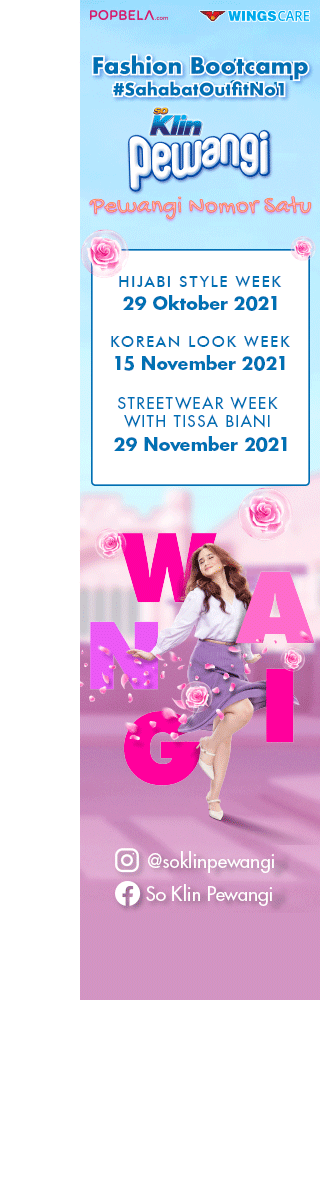 POPBELA.com
WINGSCARE
Fashion Bootcamp
#SahabatOutfitNo1
SO
Klin
pewangi
Pewangi Nomor Satu
HIJABI STYLE WEEK
29 Oktober 2021
KOREAN LOOK WEEK
15 November 2021
STREETWEAR WEEK
WITH TISSA BIANI
29 November 2021
W
A
N
G
I
@soklinpewangi
So Klin Pewangi